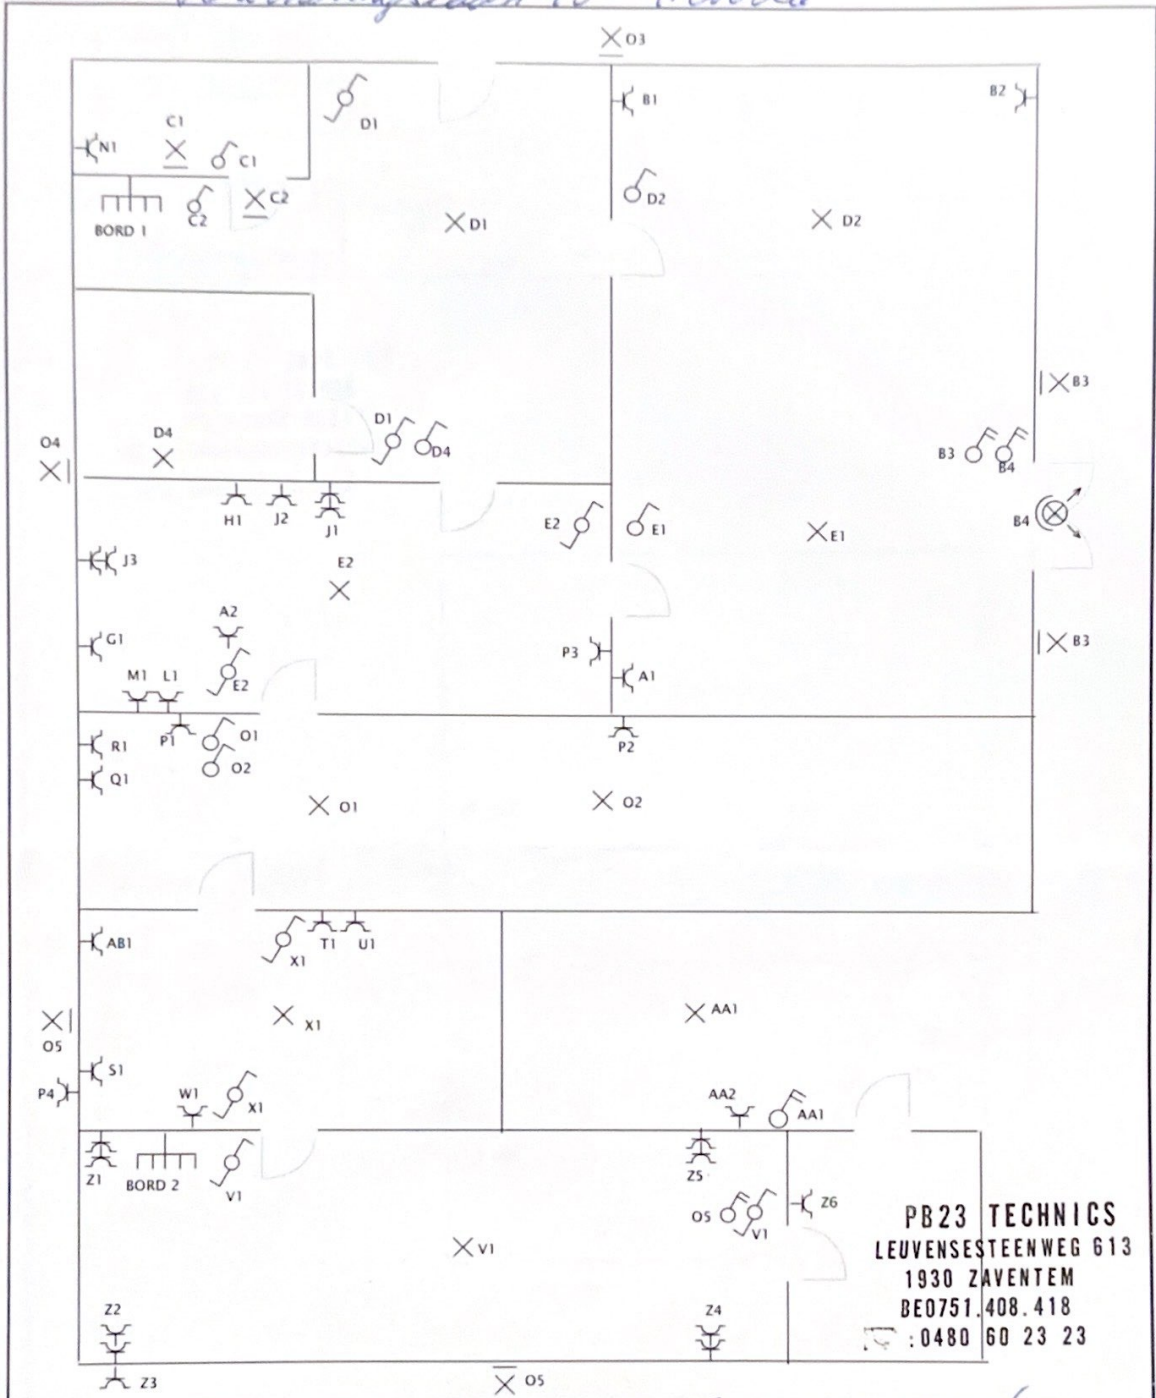 O3
B1
B2
D1
C1
N1
C1
D2
C2
C2
BORD 1
D1
D2
B3
D1
D4
O4
D4
B3
B4
H1
J2
J1
E2
E1
E1
B4
J3
E2
A2
G1
P3
B3
M1
L1
E2
A1
R1
P1
O1
P2
Q1
O2
O1
O2
AB1
X1
T1
U1
X1
AA1
O5
S1
P4
W1
X1
AA2
AA1
Z1
BORD 2
V1
Z5
O5
V1
Z6
V1
Z2
Z4
Z3
O5
PB23 TECHNICS
LEUVENSESTEENWEG 613
1930 ZAVENTEM
BE0751.408.418
:0480 60 23 23